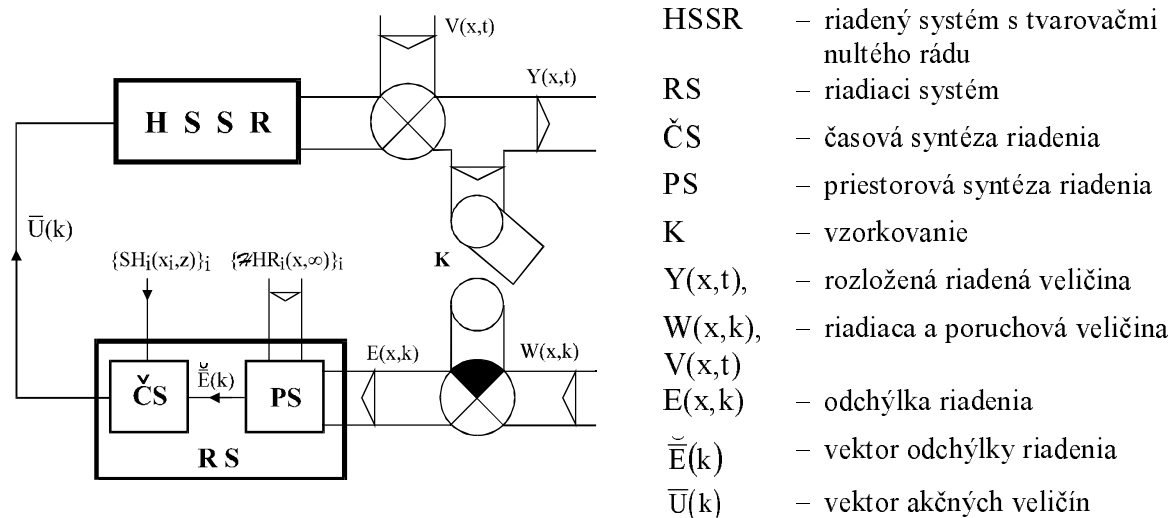 V(x,t)
Y(x,t)
H S S R
U̅(k)
{SHi(xi,z)}i
{ℋHRi(x,∞)}i
K
E(x,k)
W(x,k)
ČS
Ĕ̅(k)
PS
R S
HSSR – riadený systém s tvarovačmi
nultého rádu
RS – riadiaci systém
ČS – časová syntéza riadenia
PS – priestorová syntéza riadenia
K – vzorkovanie
Y(x,t), – rozložená riadená veličina
W(x,k), – riadiaca a poruchová veličina
V(x,t)
E(x,k) – odchýlka riadenia
Ĕ̅(k) – vektor odchýlky riadenia
U̅(k) – vektor akčných veličín